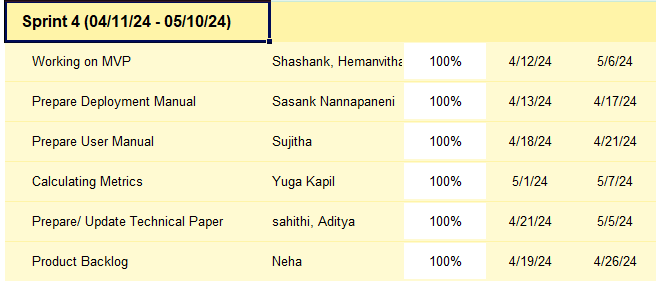 Sprint 4 (04/11/24 - 05/10/24)
Working on MVP Shashank, Hemanvitha 100% 4/12/24 5/6/24
Prepare Deployment Manual Sasank Nannapaneni 100% 4/13/24 4/17/24
Prepare User Manual Sujitha 100% 4/18/24 4/21/24
Calculating Metrics Yuga Kapil 100% 5/1/24 5/7/24
Prepare/ Update Technical Paper sahithi, Aditya 100% 4/21/24 5/5/24
Product Backlog Neha 100% 4/19/24 4/26/24